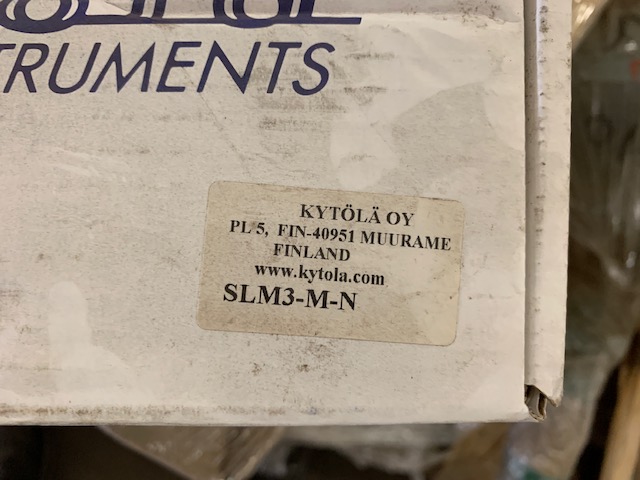 TRUMENTS
KYTÖLÄ OY
PL 5, FIN-40951 MUURAME
FINLAND
www.kytola.com
SLM3-M-N